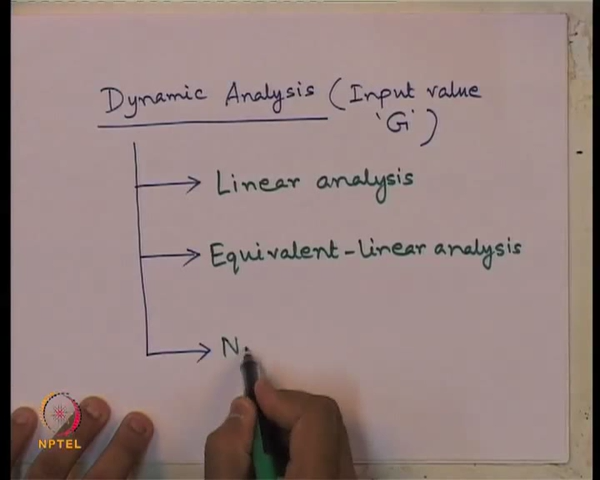 Dynamic Analysis (Input value
'G')
Linear analysis
Equivalent-linear analysis
N
NPTEL